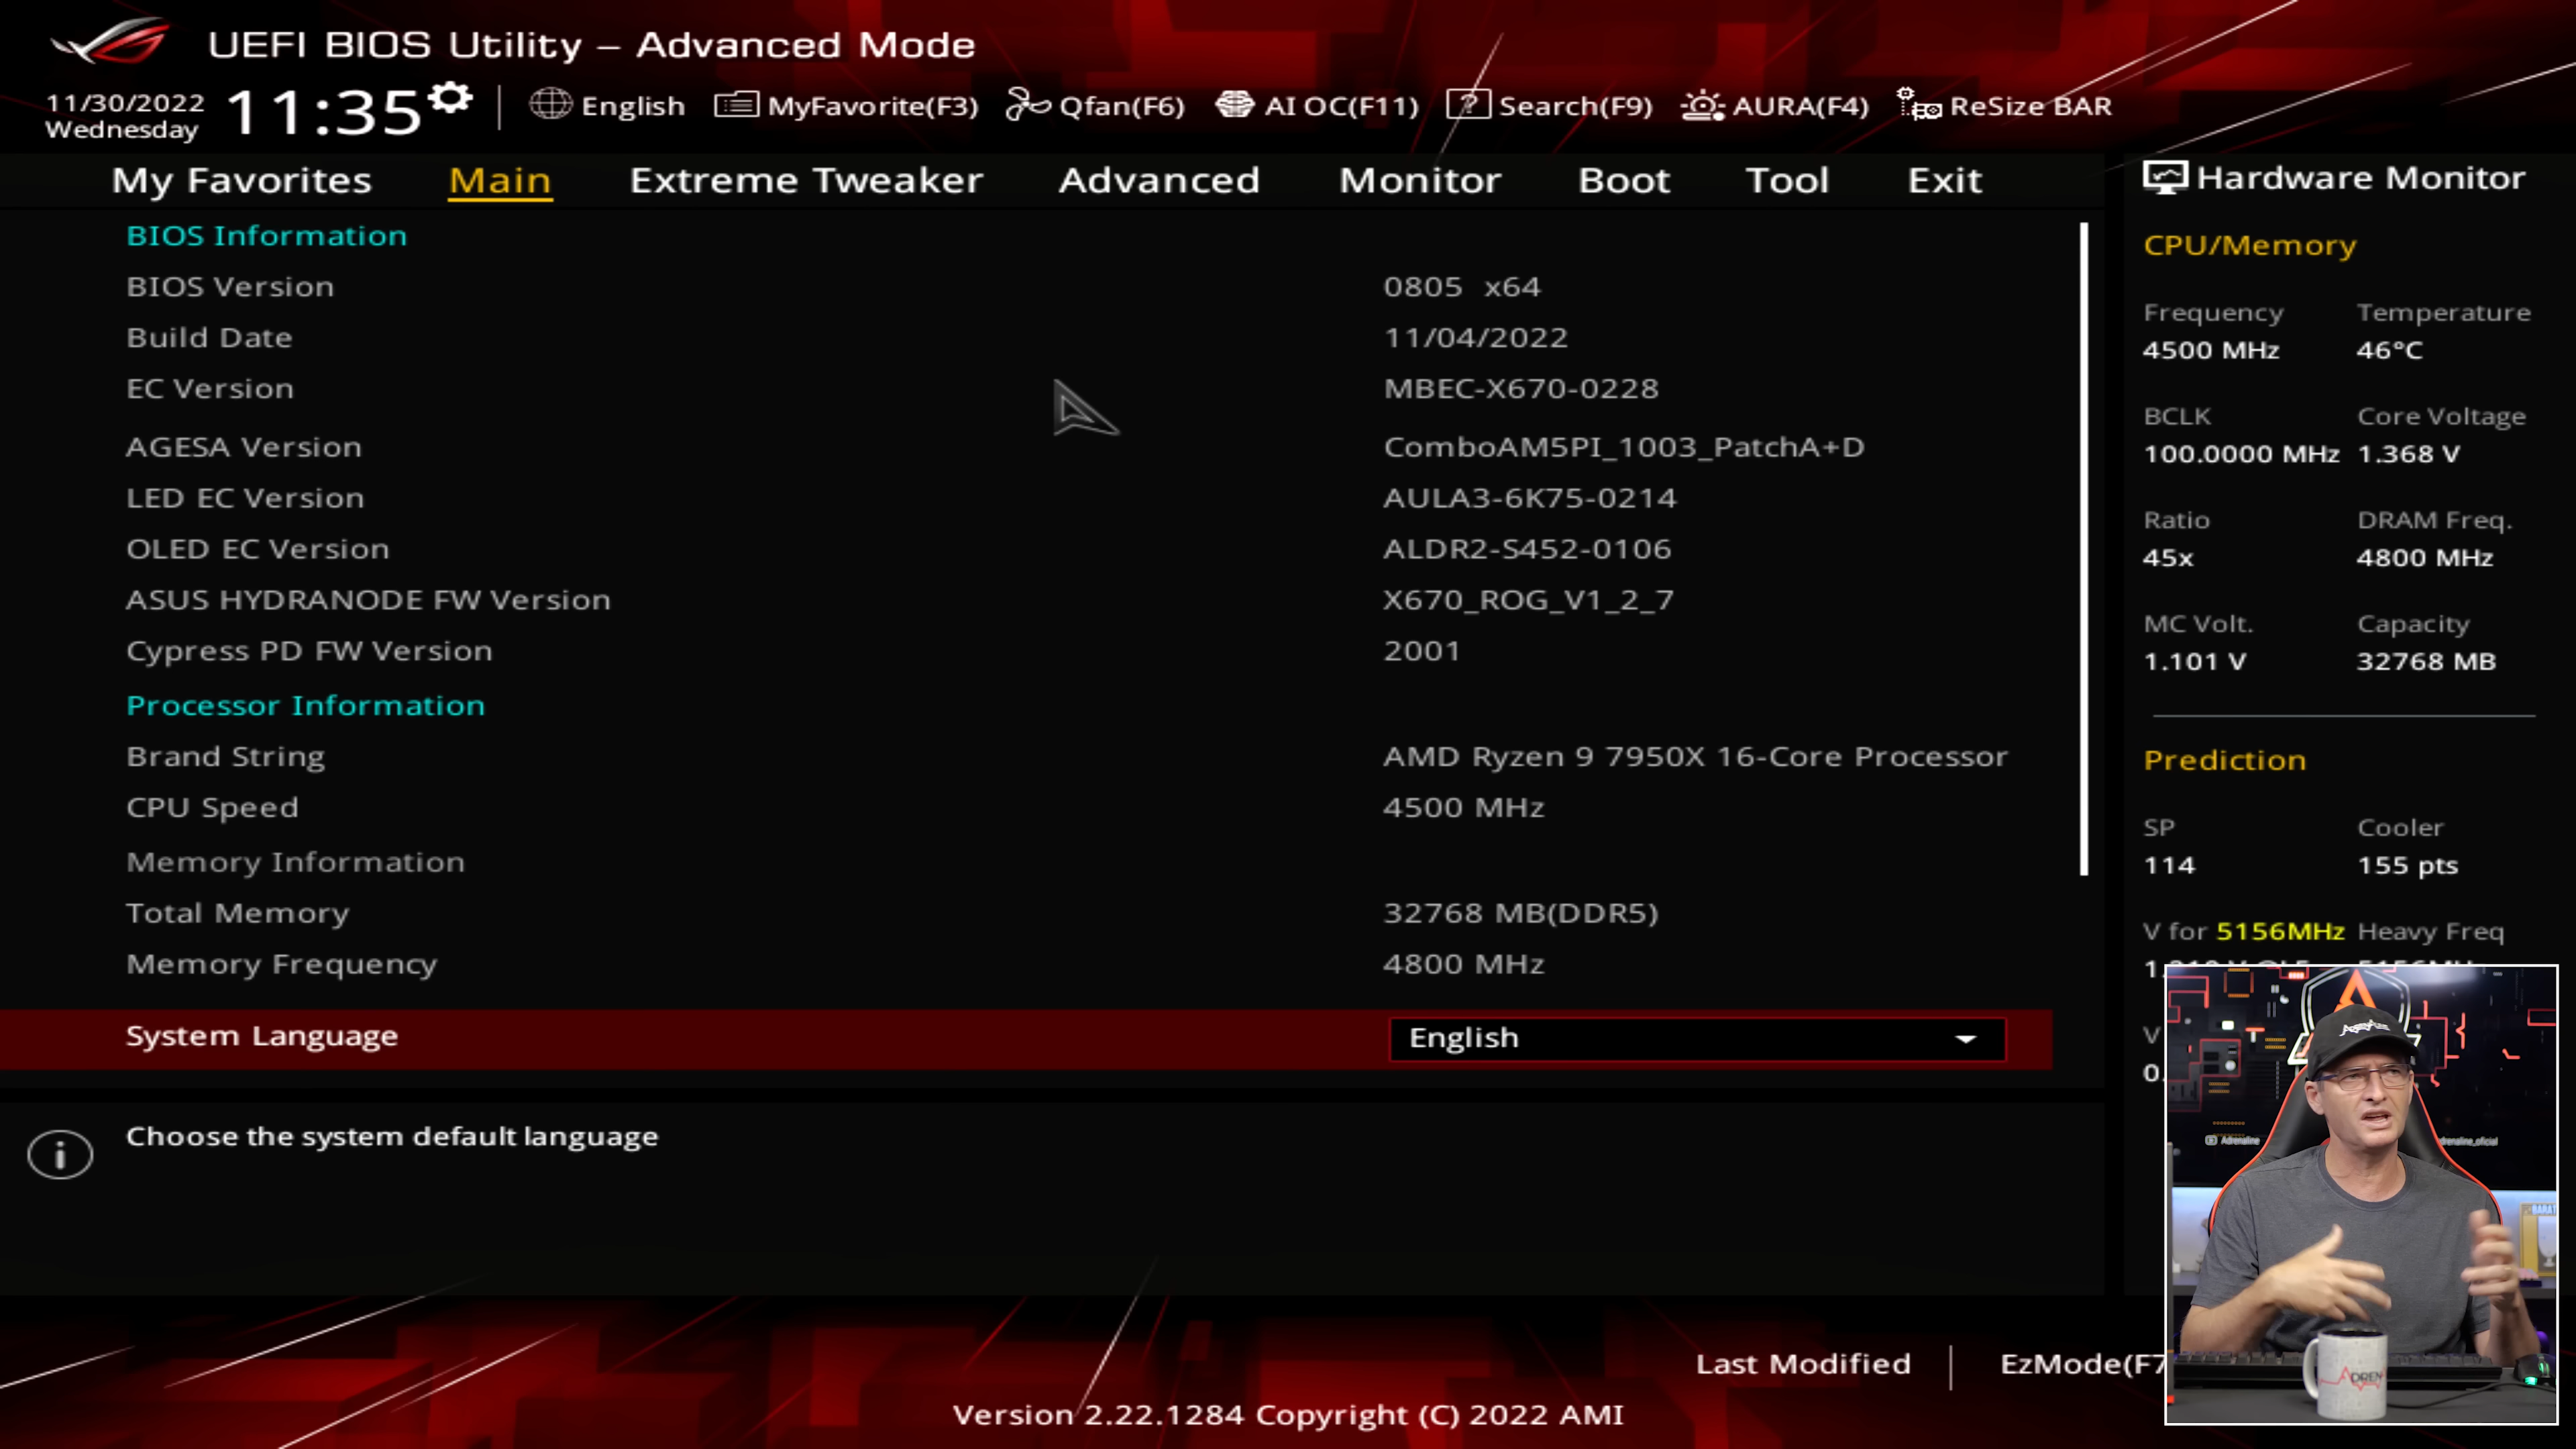 UEFI BIOS Utility – Advanced Mode
11/30/2022
Wednesday
11:35
English
MyFavorite(F3)
Qfan(F6)
AI OC(F11)
Search(F9)
AURA(F4)
ReSize BAR
My Favorites
Main
Extreme Tweaker
Advanced
Monitor
Boot
Tool
Exit
BIOS Information
BIOS Version 0805 x64
Build Date 11/04/2022
EC Version MBEC-X670-0228
AGESA Version ComboAM5PI_1003_PatchA+D
LED EC Version AULA3-6K75-0214
OLED EC Version ALDR2-S452-0106
ASUS HYDRANODE FW Version X670_ROG_V1_2_7
Cypress PD FW Version 2001
Processor Information
Brand String AMD Ryzen 9 7950X 16-Core Processor
CPU Speed 4500 MHz
Memory Information
Total Memory 32768 MB(DDR5)
Memory Frequency 4800 MHz
System Language English
Choose the system default language
Hardware Monitor
CPU/Memory
Frequency Temperature
4500 MHz 46°C
BCLK Core Voltage
100.0000 MHz 1.368 V
Ratio DRAM Freq.
45x 4800 MHz
MC Volt. Capacity
1.101 V 32768 MB
Prediction
SP Cooler
114 155 pts
V for 5156MHz Heavy Freq
V
0.
Adrenaline
drenaline_oficial
Last Modified
EzMode(F7
Version 2.22.1284 Copyright (C) 2022 AMI